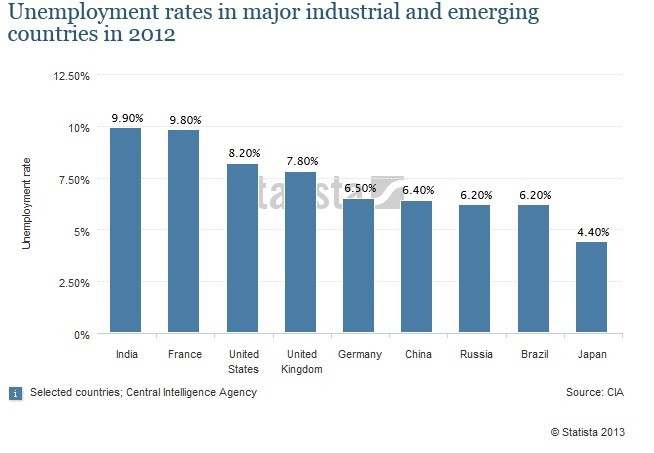 Unemployment rates in major industrial and emerging
countries in 2012
12.50%
10%
7.50%
5%
2.50%
0%
Unemployment rate
9.90%
9.80%
8.20%
7.80%
6.50%
6.40%
6.20%
6.20%
4.40%
statista
India
France
United
States
United
Kingdom
Germany
China
Russia
Brazil
Japan
i Selected countries; Central Intelligence Agency
Source: CIA
© Statista 2013